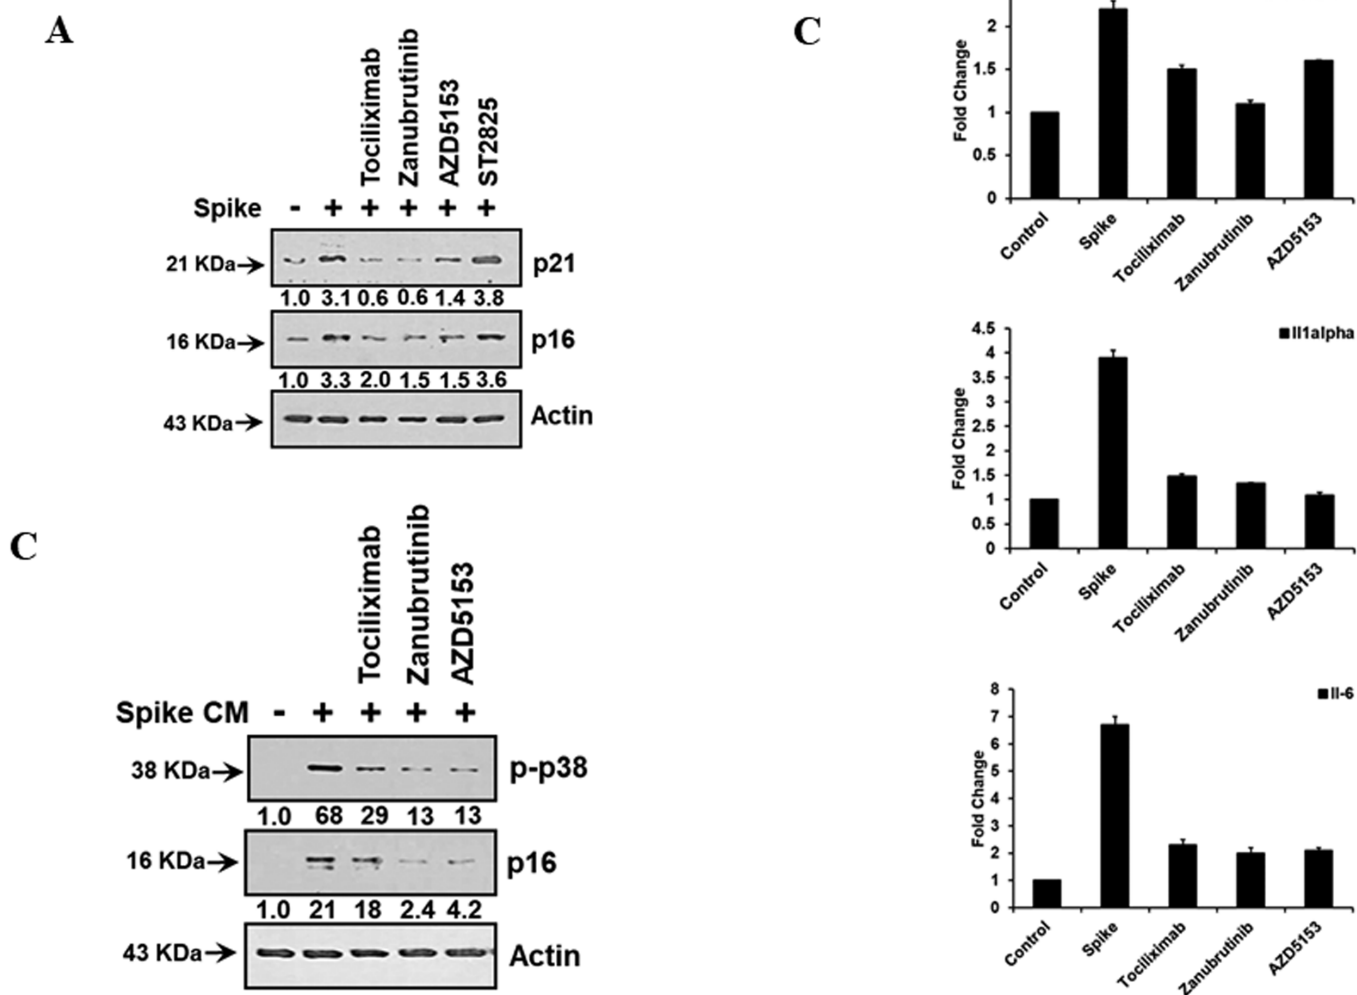 A
Tociliximab
Zanubrutinib
AZD5153
ST2825
Spike - + + + + +
21 KDa p21
1.0 3.1 0.6 0.6 1.4 3.8
16 KDa p16
1.0 3.3 2.0 1.5 1.5 3.6
43 KDa Actin
C
Tociliximab
Zanubrutinib
AZD5153
Spike CM - + + + +
38 KDa p-p38
1.0 68 29 13 13
16 KDa p16
1.0 21 18 2.4 4.2
43 KDa Actin
C
Fold Change
2
1.5
1
0.5
0
Control
Spike
Tociliximab
Zanubrutinib
AZD5153
Il1alpha
Fold Change
4.5
4
3.5
3
2.5
2
1.5
1
0.5
0
Control
Spike
Tociliximab
Zanubrutinib
AZD5153
Il-6
Fold Change
8
7
6
5
4
3
2
1
0
Control
Spike
Tociliximab
Zanubrutinib
AZD5153